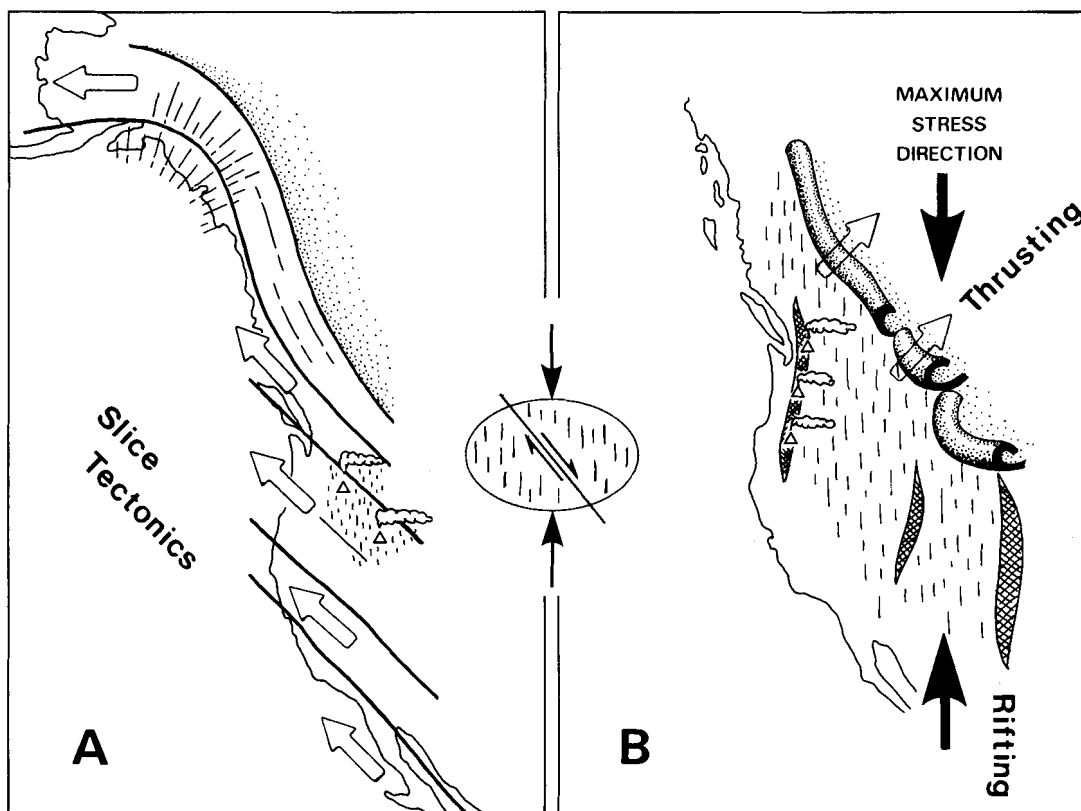 Slice
Tectonics
A
MAXIMUM
STRESS
DIRECTION
Thrusting
Rifting
B